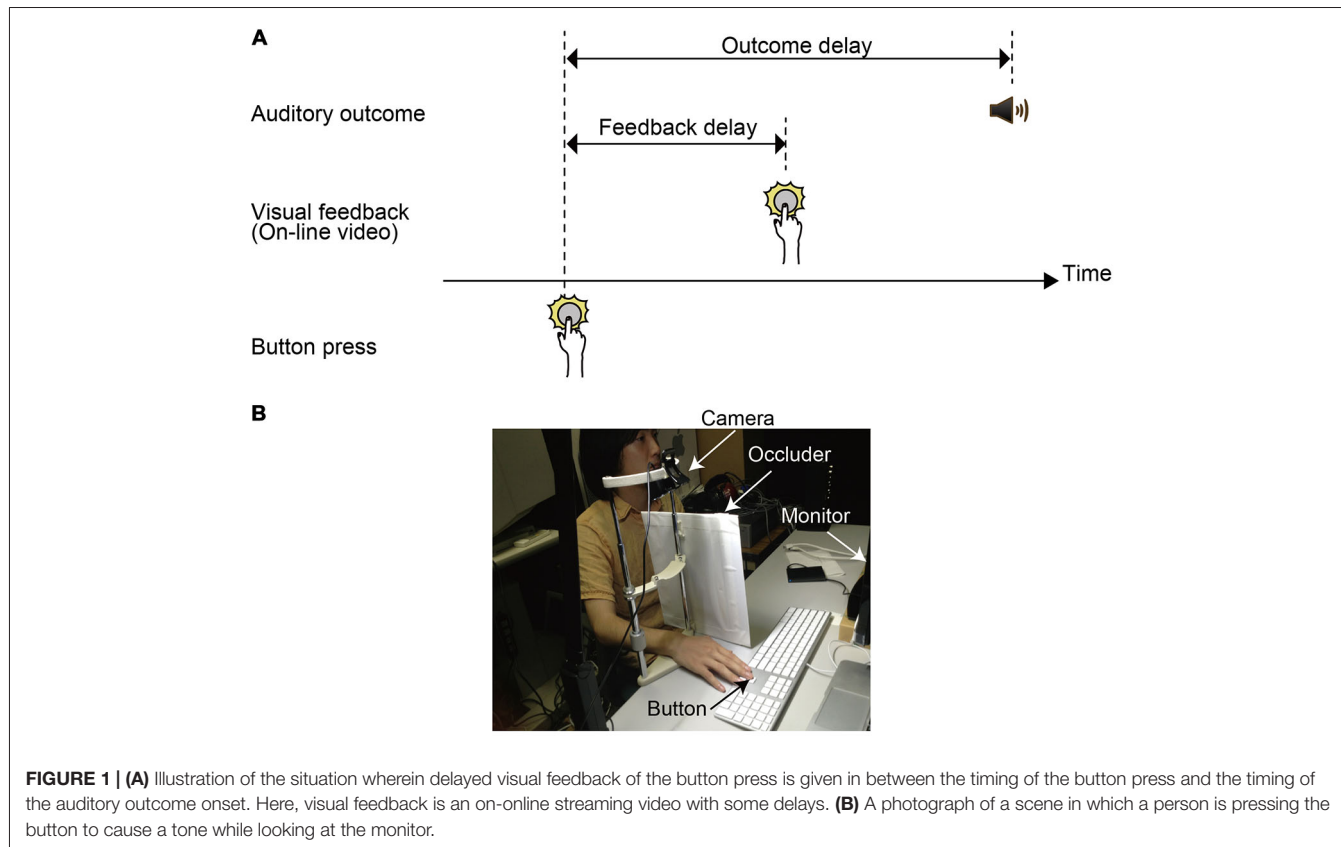 A
Outcome delay
Auditory outcome
Feedback delay
Visual feedback
(On-line video)
Time
Button press
B
Camera
Occluder
Monitor
Button
FIGURE 1 | (A) Illustration of the situation wherein delayed visual feedback of the button press is given in between the timing of the button press and the timing of
the auditory outcome onset. Here, visual feedback is an on-online streaming video with some delays. (B) A photograph of a scene in which a person is pressing the
button to cause a tone while looking at the monitor.